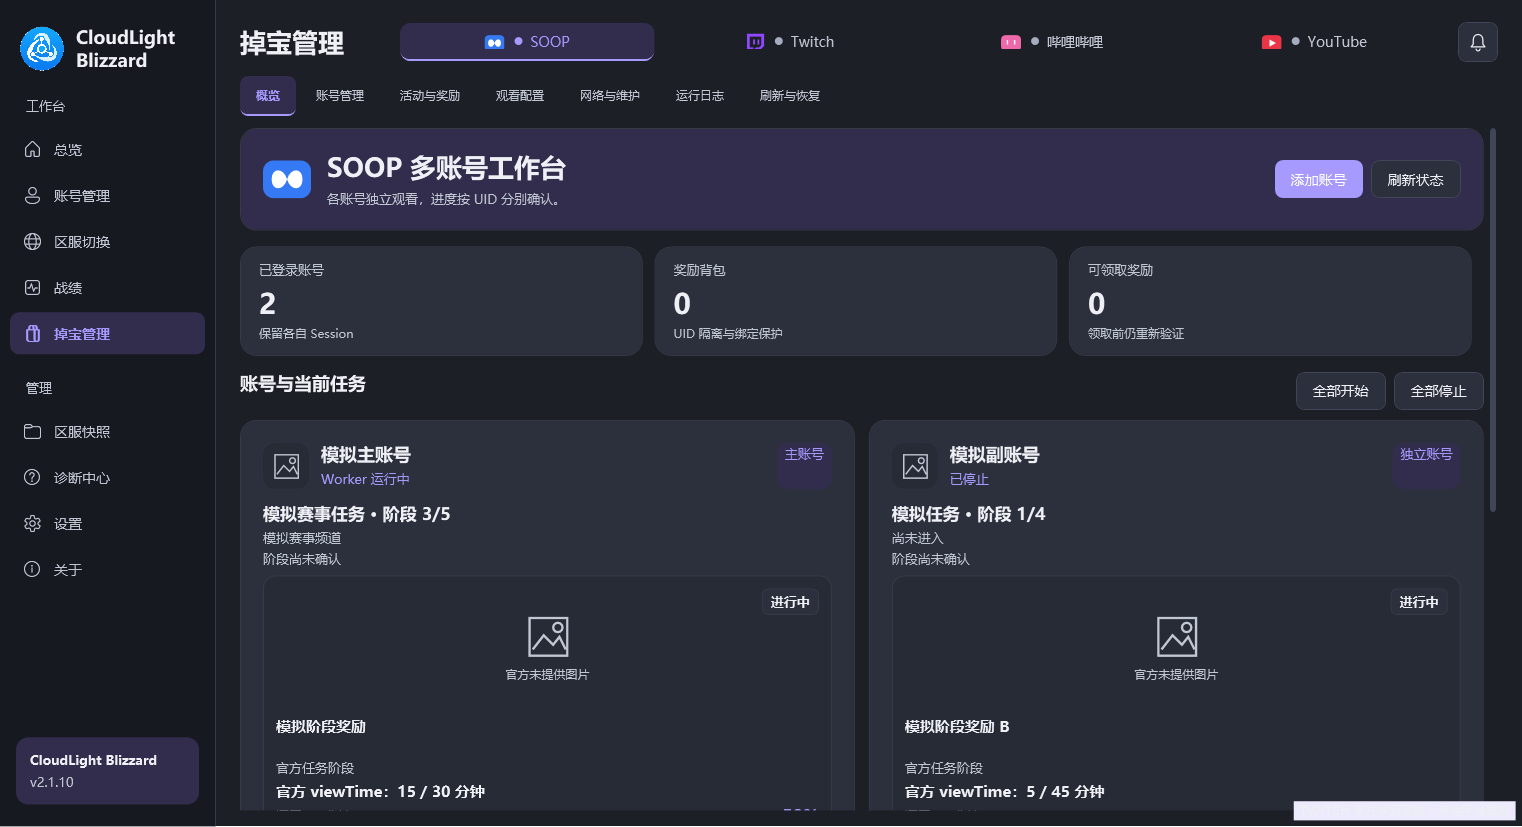 CloudLight
Blizzard
工作台
总览
账号管理
区服切换
战绩
掉宝管理
管理
区服快照
诊断中心
设置
关于
CloudLight Blizzard
v2.1.10
掉宝管理
SOOP
Twitch
哔哩哔哩
YouTube
概览
账号管理
活动与奖励
观看配置
网络与维护
运行日志
刷新与恢复
SOOP 多账号工作台
各账号独立观看，进度按 UID 分别确认。
添加账号
刷新状态
已登录账号
2
保留各自 Session
奖励背包
0
UID 隔离与绑定保护
可领取奖励
0
领取前仍重新验证
账号与当前任务
全部开始
全部停止
模拟主账号
Worker 运行中
主账号
模拟赛事任务 • 阶段 3/5
模拟赛事频道
阶段尚未确认
进行中
官方未提供图片
模拟阶段奖励
官方任务阶段
官方 viewTime：15 / 30 分钟
模拟副账号
已停止
独立账号
模拟任务 • 阶段 1/4
尚未进入
阶段尚未确认
进行中
官方未提供图片
模拟阶段奖励 B
官方任务阶段
官方 viewTime：5 / 45 分钟